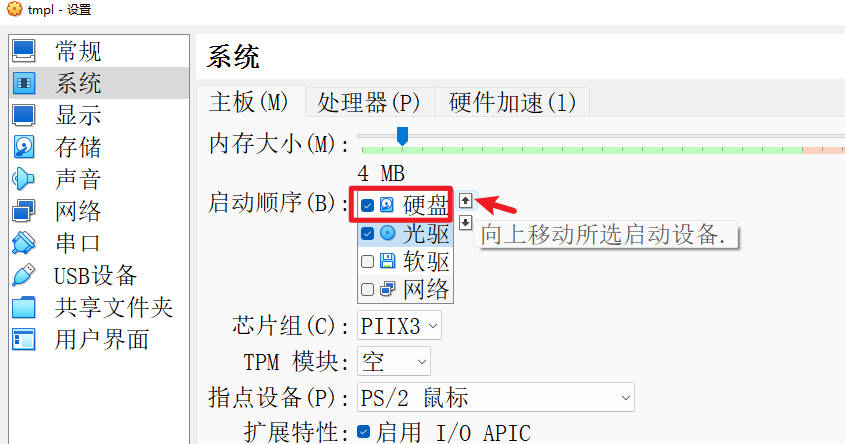 tmpl - 设置
常规
系统
显示
存储
声音
网络
串口
USB设备
共享文件夹
用户界面
系统
主板(M) 处理器(P) 硬件加速(l)
内存大小(M):
4 MB
启动顺序(B): 硬盘
光驱
向上移动所选启动设备.
软驱
网络
芯片组(C): PIIX3
TPM 模块: 空
指点设备(P): PS/2 鼠标
扩展特性: 启用 I/O APIC